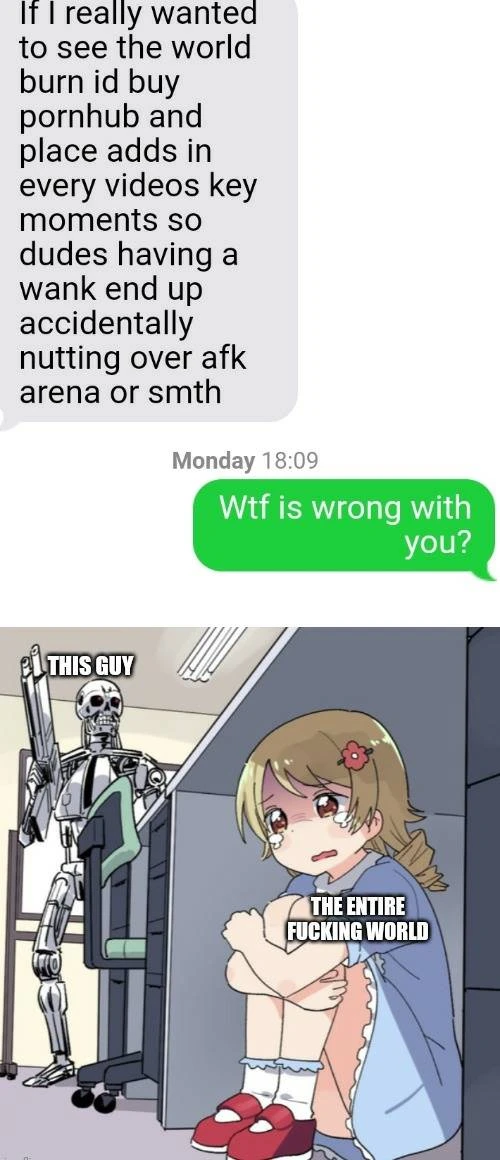 If I really wanted
to see the world
burn id buy
pornhub and
place adds in
every videos key
moments so
dudes having a
wank end up
accidentally
nutting over afk
arena or smth
Monday 18:09
Wtf is wrong with
you?
THIS GUY
THE ENTIRE
FUCKING WORLD